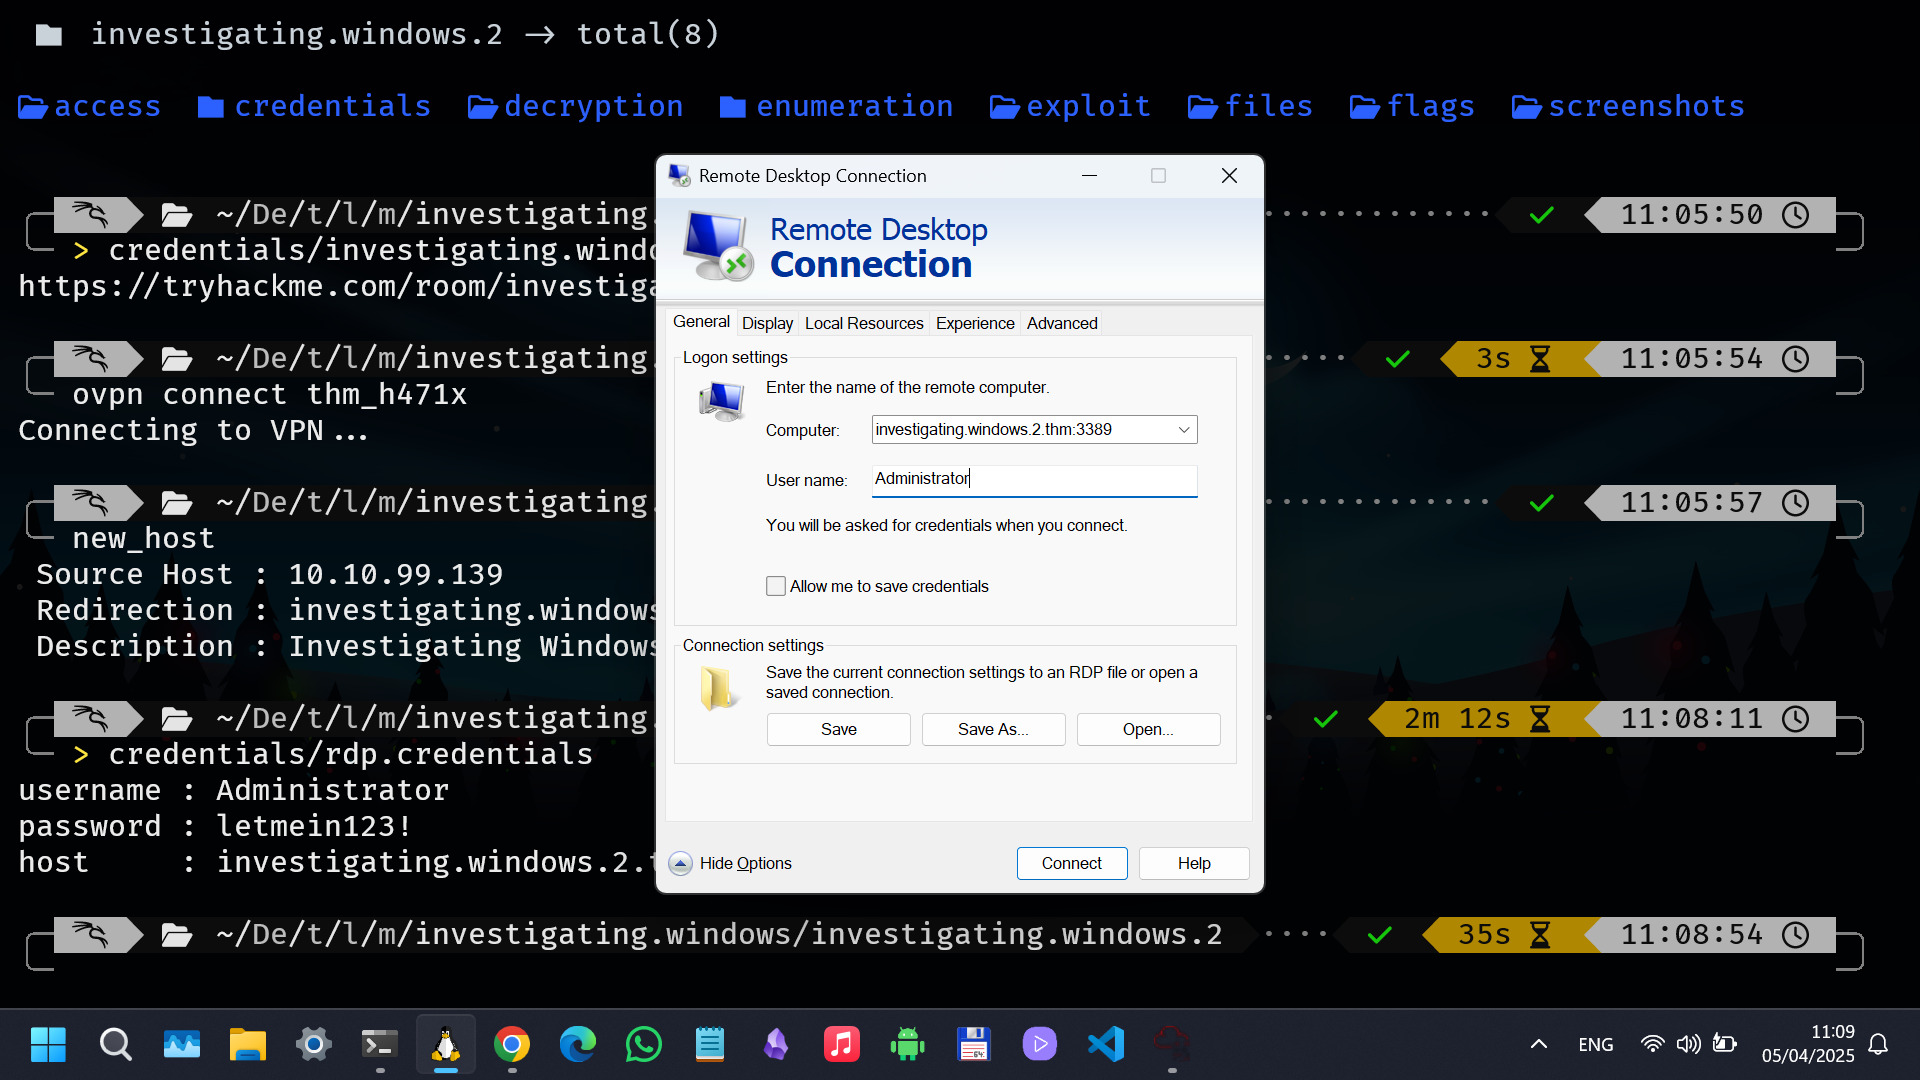 investigating.windows.2 → total(8)
access credentials decryption enumeration exploit files flags screenshots
~/De/t/l/m/investigating. 11:05:50
> credentials/investigating.windo
https://tryhackme.com/room/investiga
~/De/t/l/m/investigating. 3s 11:05:54
ovpn connect thm_h471x
Connecting to VPN...
~/De/t/l/m/investigating. 11:05:57
new_host
Source Host : 10.10.99.139
Redirection : investigating.windows
Description : Investigating Windows
~/De/t/l/m/investigating. 2m 12s 11:08:11
> credentials/rdp.credentials
username : Administrator
password : letmein123!
host : investigating.windows.2.t
~/De/t/l/m/investigating.windows/investigating.windows.2 35s 11:08:54
Remote Desktop Connection
Remote Desktop
Connection
General Display Local Resources Experience Advanced
Logon settings
Enter the name of the remote computer.
Computer: investigating.windows.2.thm:3389
User name: Administrator
You will be asked for credentials when you connect.
Allow me to save credentials
Connection settings
Save the current connection settings to an RDP file or open a
saved connection.
Save Save As... Open...
Hide Options Connect Help
64
ENG
11:09
05/04/2025